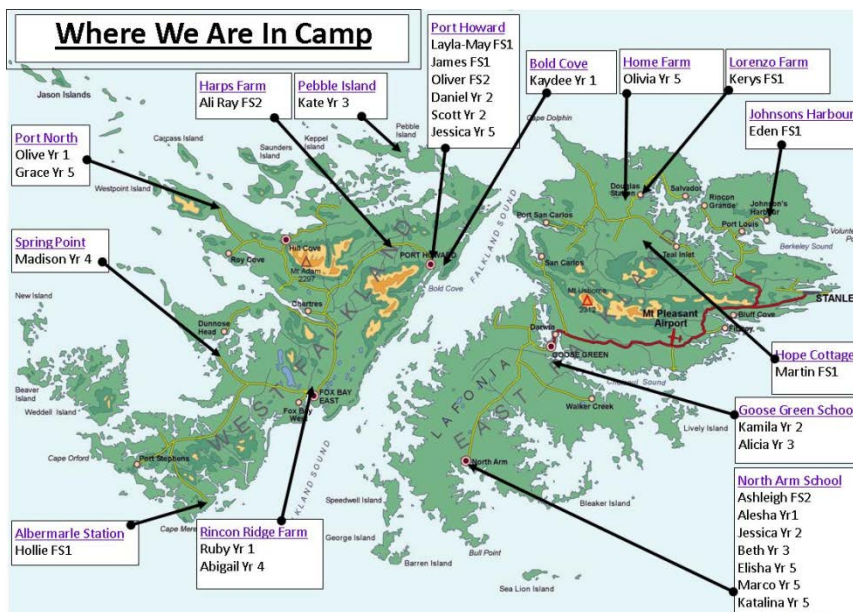 Where We Are In Camp
Port Howard
Layla-May FS1
James FS1
Oliver FS2
Daniel Yr 2
Scott Yr 2
Jessica Yr 5
Harps Farm
Ali Ray FS2
Pebble Island
Kate Yr 3
Bold Cove
Kaydee Yr 1
Home Farm
Olivia Yr 5
Lorenzo Farm
Kerys FS1
Johnsons Harbour
Eden FS1
Port North
Olive Yr 1
Grace Yr 5
Spring Point
Madison Yr 4
Hope Cottage
Martin FS1
Goose Green School
Kamila Yr 2
Alicia Yr 3
North Arm School
Ashleigh FS2
Alesha Yr1
Jessica Yr 2
Beth Yr 3
Elisha Yr 5
Marco Yr 5
Katalina Yr 5
Albermarle Station
Hollie FS1
Rincon Ridge Farm
Ruby Yr 1
Abigail Yr 4
Jason Islands
Carcass Island
Saunders Island
Keppel Island
Pebble Island
Westpoint Island
Cape Dolphin
Hill Cove
Roy Cove
Mt Adam
2297
PORT HOWARD
Bold Cove
FALKLAND SOUND
Chartres
Dunnose Head
New Island
Beaver Island
Weddell Island
WEST FALKLAND
FOX BAY EAST
Fox Bay West
Port Stephens
Cape Orford
Cape Mere
KLAND SOUND
Speedwell Island
George Island
Barren Island
Bull Point
Sea Lion Island
Bleaker Island
Lively Island
North Arm
LAFONIA
EAST
Walker Creek
Darwin
GOOSE GREEN
San Carlos
Port San Carlos
Douglas Station
Salvador
Rincon Grande
Johnson's Harbour
Port Louis
Teal Inlet
Berkeley Sound
Mt Usborne
2312
Mt Pleasant
Airport
STANLE
Bluff Cove
Fitzroy